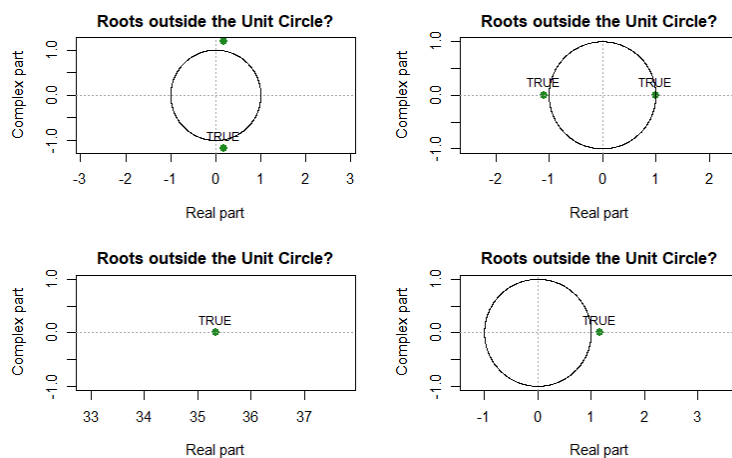 Roots outside the Unit Circle?
Complex part
1.0
0.0
-1.0
TRUE
-3 -2 -1 0 1 2 3
Real part
Roots outside the Unit Circle?
Complex part
1.0
0.0
-1.0
TRUE TRUE
-2 -1 0 1 2
Real part
Roots outside the Unit Circle?
Complex part
1.0
0.0
-1.0
TRUE
33 34 35 36 37
Real part
Roots outside the Unit Circle?
Complex part
1.0
0.0
-1.0
TRUE
-1 0 1 2 3
Real part